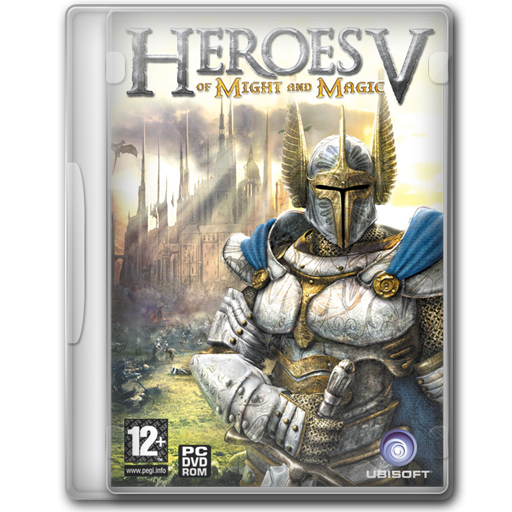 HEROES V
OF MIGHT AND MAGIC
12+
www.pegi.info
PC
DVD
ROM
UBISOFT